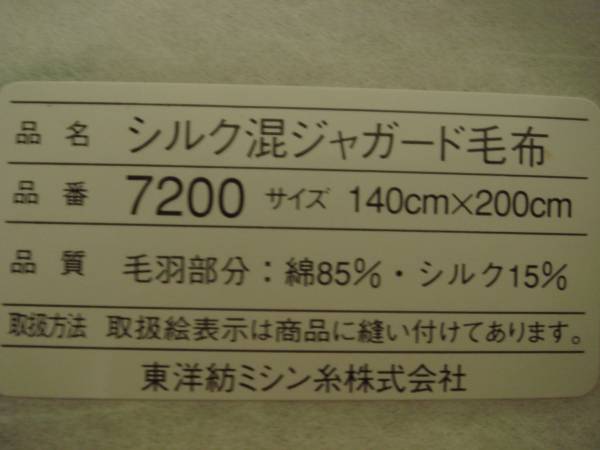 品名 シルク混ジャガード毛布
品番 7200 サイズ 140cm×200cm
品質 毛羽部分：綿85%・シルク15%
取扱方法 取扱絵表示は商品に縫い付けてあります。
東洋紡ミシン糸株式会社